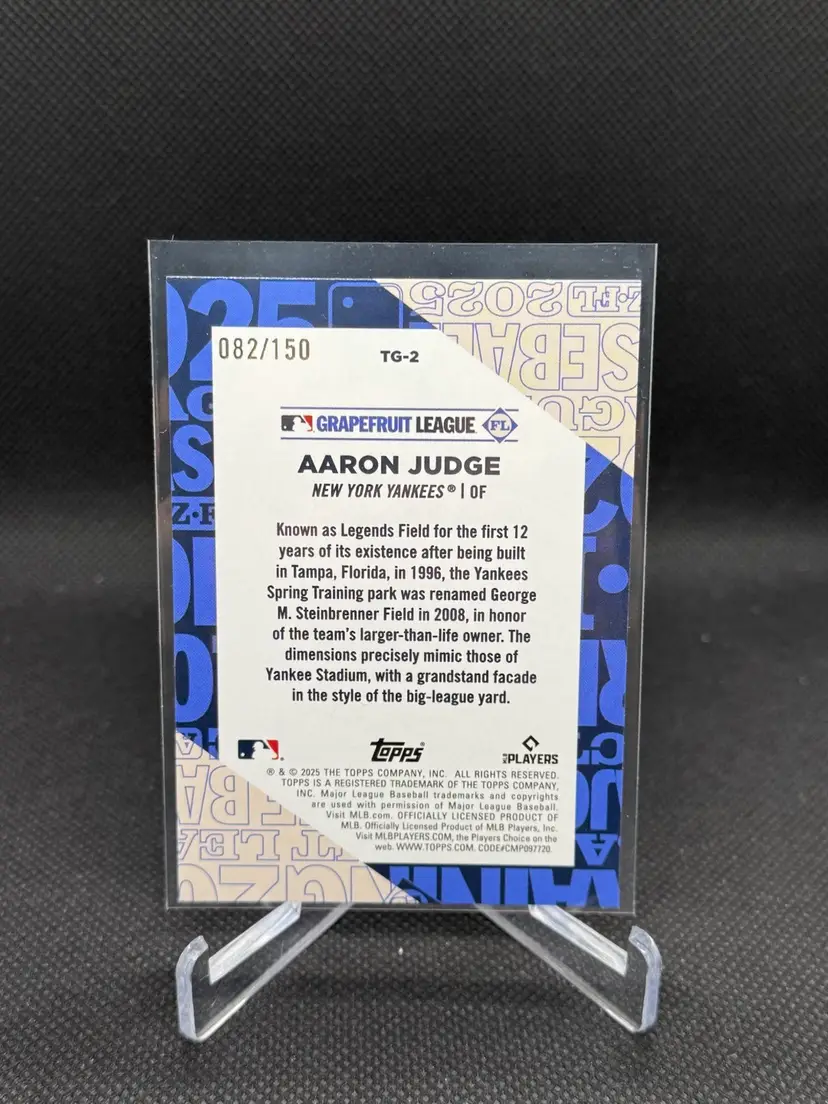 082/150
TG-2
GRAPEFRUIT LEAGUE FL
AARON JUDGE
NEW YORK YANKEES® | OF
Known as Legends Field for the first 12
years of its existence after being built
in Tampa, Florida, in 1996, the Yankees
Spring Training park was renamed George
M. Steinbrenner Field in 2008, in honor
of the team's larger-than-life owner. The
dimensions precisely mimic those of
Yankee Stadium, with a grandstand facade
in the style of the big-league yard.
topps®
PLAYERS
® & © 2025 THE TOPPS COMPANY, INC. ALL RIGHTS RESERVED.
TOPPS IS A REGISTERED TRADEMARK OF THE TOPPS COMPANY,
INC. Major League Baseball trademarks and copyrights
are used with permission of Major League Baseball.
Visit MLB.com. OFFICIALLY LICENSED PRODUCT OF
MLB. Officially Licensed Product of MLB Players, Inc.
Visit MLBPLAYERS.COM, the Players Choice on the
web. WWW.TOPPS.COM. CODE#CMP097720.